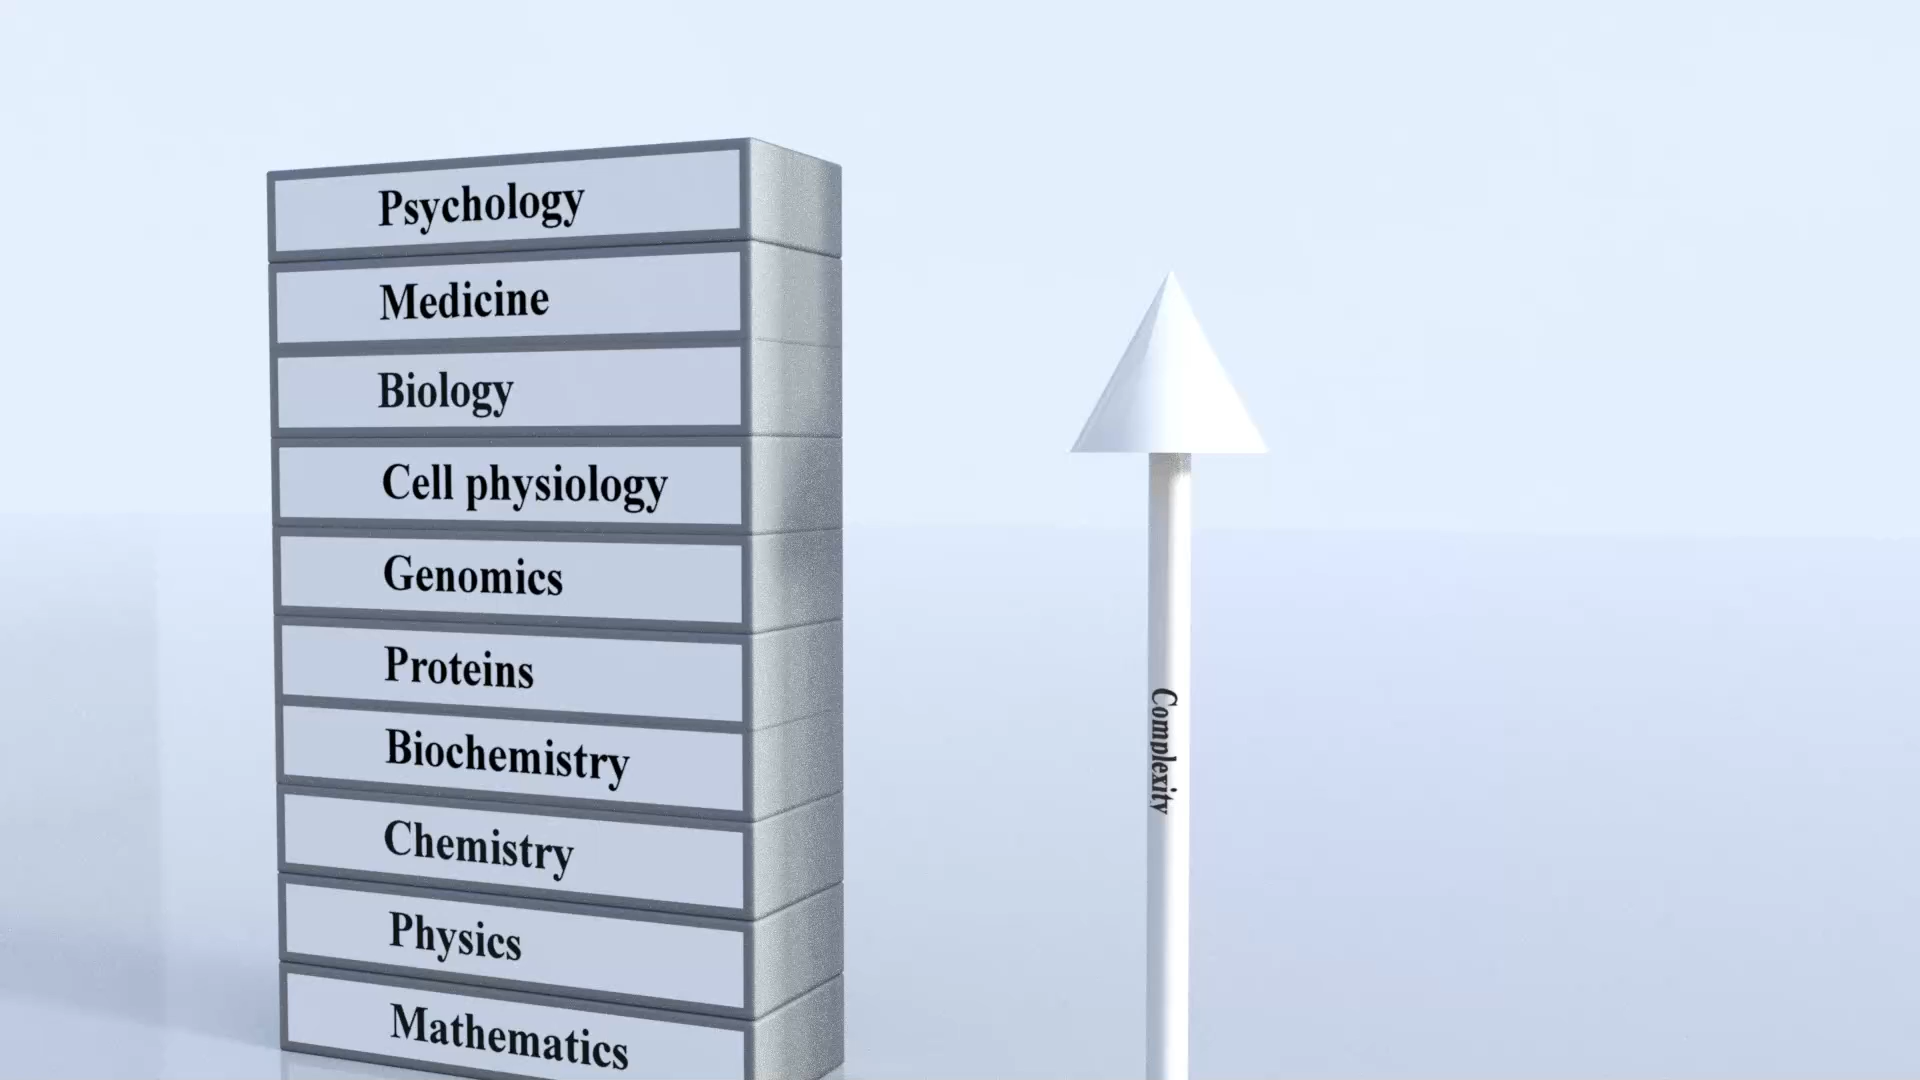 Psychology
Medicine
Biology
Cell physiology
Genomics
Proteins
Biochemistry
Chemistry
Physics
Mathematics
Complexity